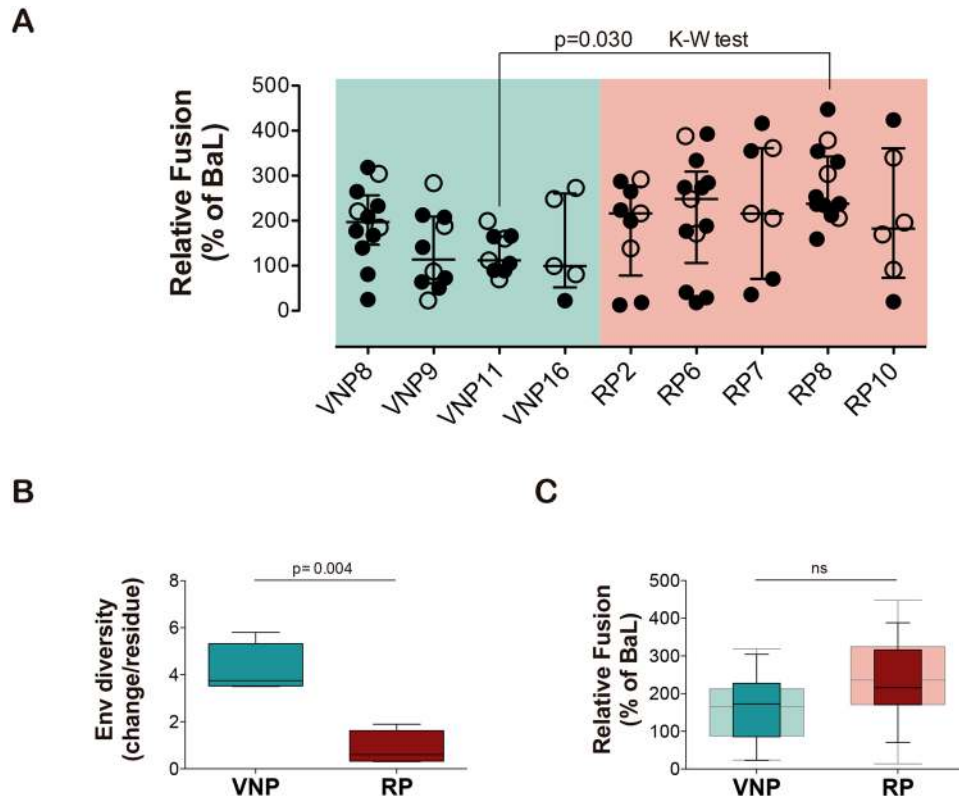 A
p=0.030 K-W test
Relative Fusion
(% of BaL)
500
400
300
200
100
0
VNP8
VNP9
VNP11
VNP16
RP2
RP6
RP7
RP8
RP10
B
p= 0.004
Env diversity
(change/residue)
8
6
4
2
0
VNP
RP
C
ns
Relative Fusion
(% of BaL)
500
400
300
200
100
0
VNP
RP